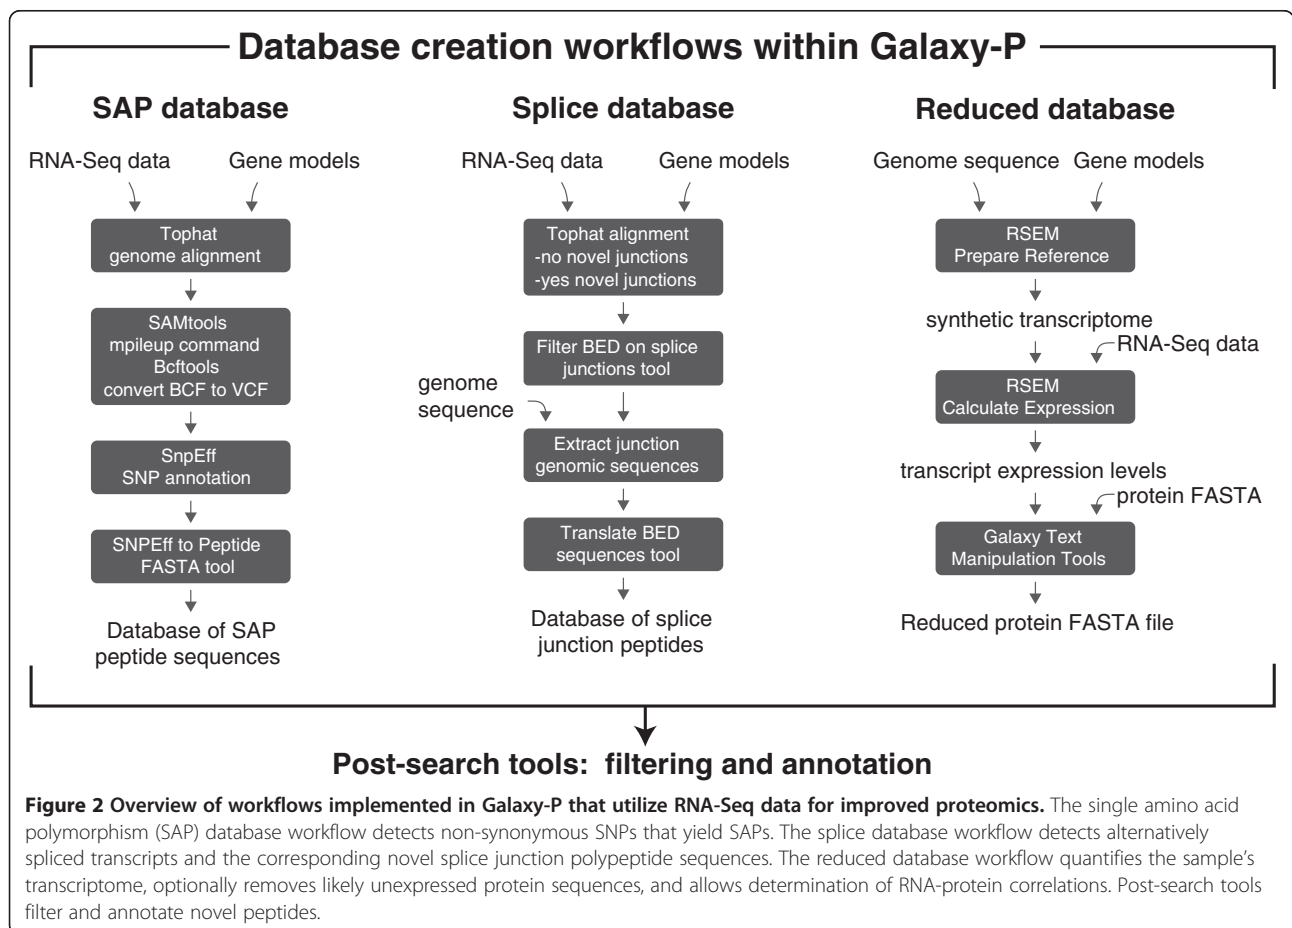 Database creation workflows within Galaxy-P
SAP database
RNA-Seq data
Gene models
Tophat
genome alignment
SAMtools
mpileup command
Bcftools
convert BCF to VCF
SnpEff
SNP annotation
SNPEff to Peptide
FASTA tool
Database of SAP
peptide sequences
Splice database
RNA-Seq data
Gene models
Tophat alignment
-no novel junctions
-yes novel junctions
Filter BED on splice
junctions tool
genome
sequence
Extract junction
genomic sequences
Translate BED
sequences tool
Database of splice
junction peptides
Reduced database
Genome sequence
Gene models
RSEM
Prepare Reference
synthetic transcriptome
RNA-Seq data
RSEM
Calculate Expression
transcript expression levels
protein FASTA
Galaxy Text
Manipulation Tools
Reduced protein FASTA file
Post-search tools: filtering and annotation
Figure 2 Overview of workflows implemented in Galaxy-P that utilize RNA-Seq data for improved proteomics. The single amino acid
polymorphism (SAP) database workflow detects non-synonymous SNPs that yield SAPs. The splice database workflow detects alternatively
spliced transcripts and the corresponding novel splice junction polypeptide sequences. The reduced database workflow quantifies the sample's
transcriptome, optionally removes likely unexpressed protein sequences, and allows determination of RNA-protein correlations. Post-search tools
filter and annotate novel peptides.